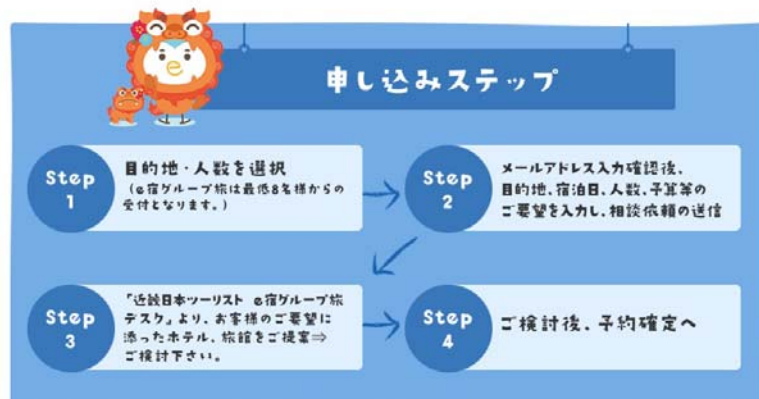 申し込みステップ
Step
1
目的地・人数を選択
(e宿グループ旅は最低8名様からの
受付となります。)
Step
2
メールアドレス入力確認後、
目的地、宿泊日、人数、予算等の
ご要望を入力し、相談依頼の送信
Step
3
「近畿日本ツーリスト e宿グループ旅
デスク」より、お客様のご要望に
添ったホテル、旅館をご提案⇒
ご検討下さい。
Step
4
ご検討後、予約確定へ